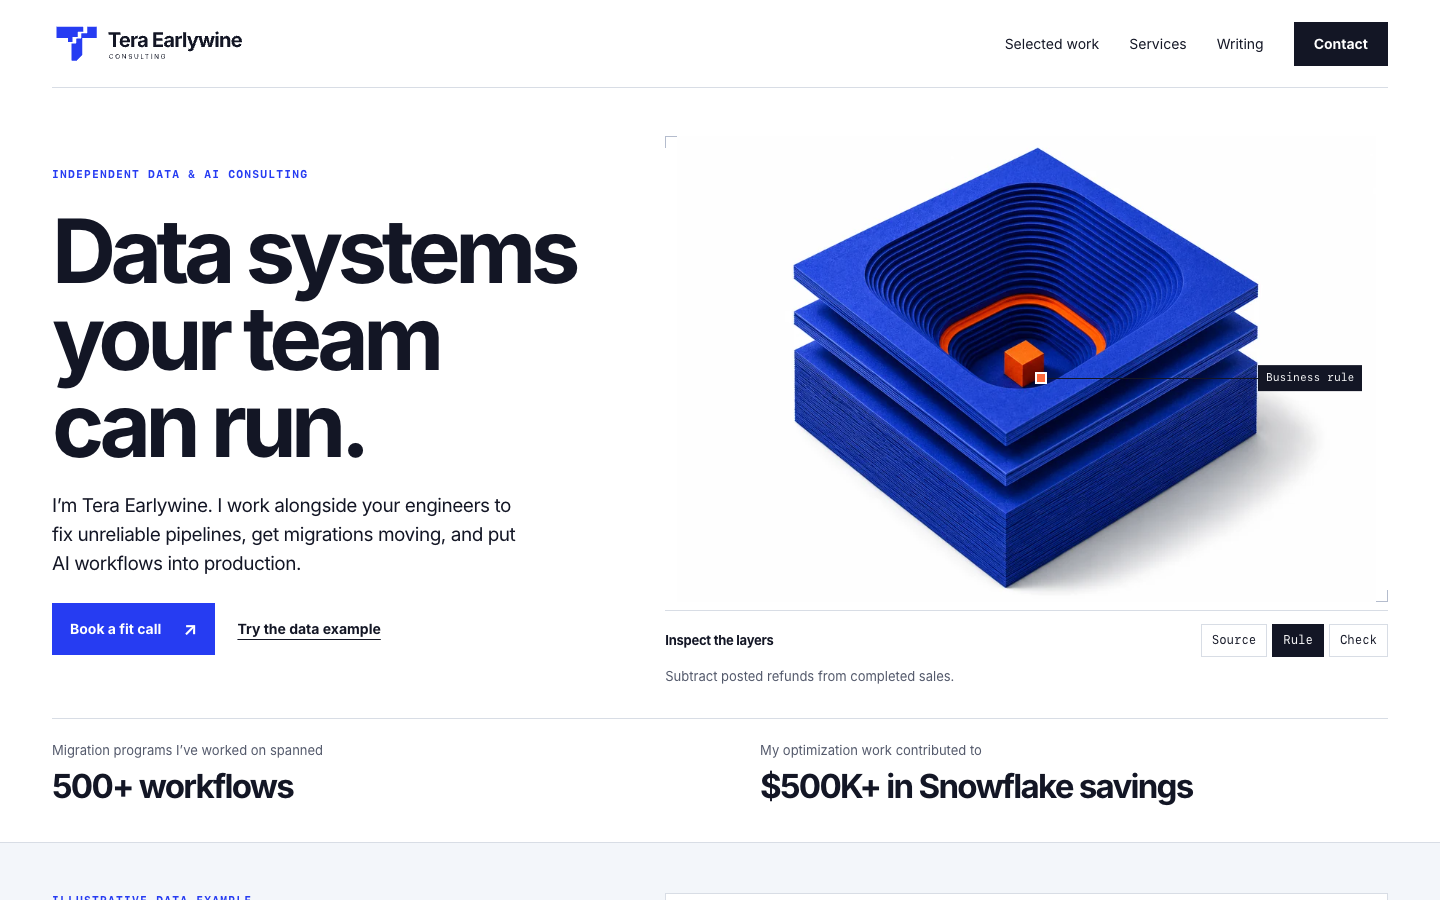 Tera Earlywine
CONSULTING
Selected work
Services
Writing
Contact
INDEPENDENT DATA & AI CONSULTING
Data systems
your team
can run.
I’m Tera Earlywine. I work alongside your engineers to
fix unreliable pipelines, get migrations moving, and put
AI workflows into production.
Book a fit call
Try the data example
Business rule
Inspect the layers
Source
Rule
Check
Subtract posted refunds from completed sales.
Migration programs I’ve worked on spanned
500+ workflows
My optimization work contributed to
$500K+ in Snowflake savings
ILLUSTRATIVE DATA EXAMPLE